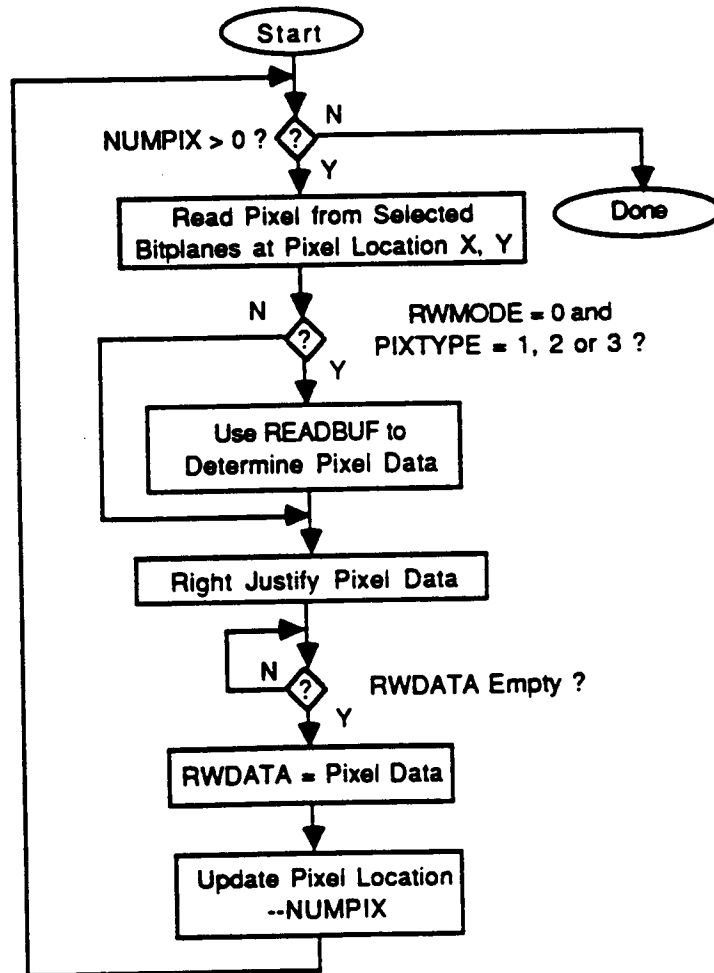 Start
N
NUMPIX > 0 ?
?
Y
Read Pixel from Selected
Bitplanes at Pixel Location X, Y
Done
N
RWMODE = 0 and
PIXTYPE = 1, 2 or 3 ?
?
Y
Use READBUF to
Determine Pixel Data
Right Justify Pixel Data
N
?
RWDATA Empty ?
Y
RWDATA = Pixel Data
Update Pixel Location
--NUMPIX